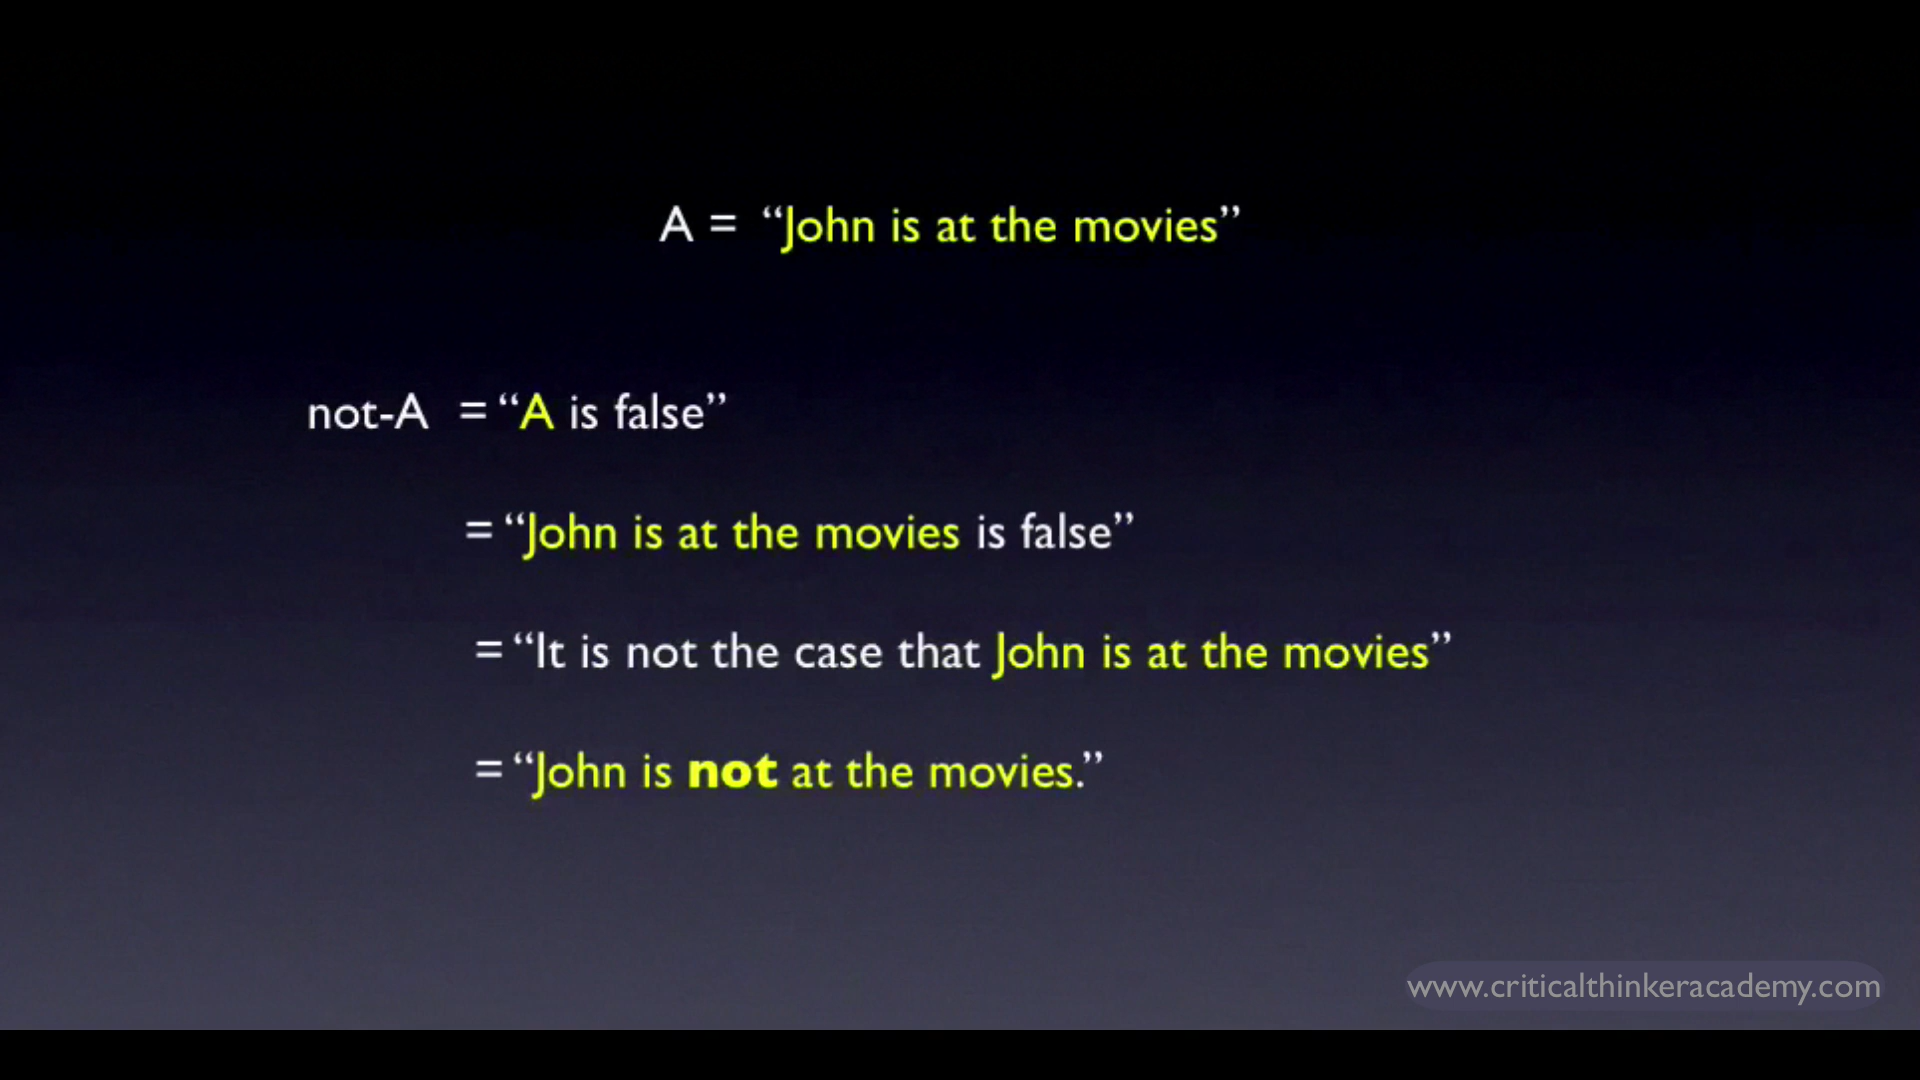 A = “John is at the movies”
not-A = “A is false”
= “John is at the movies is false”
= “It is not the case that John is at the movies”
= “John is not at the movies.”
www.criticalthinkeracademy.com